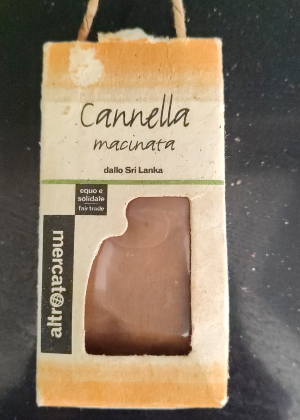 Cannella
macinata
dallo Sri Lanka
equo e
solidale
fair trade
altromercato